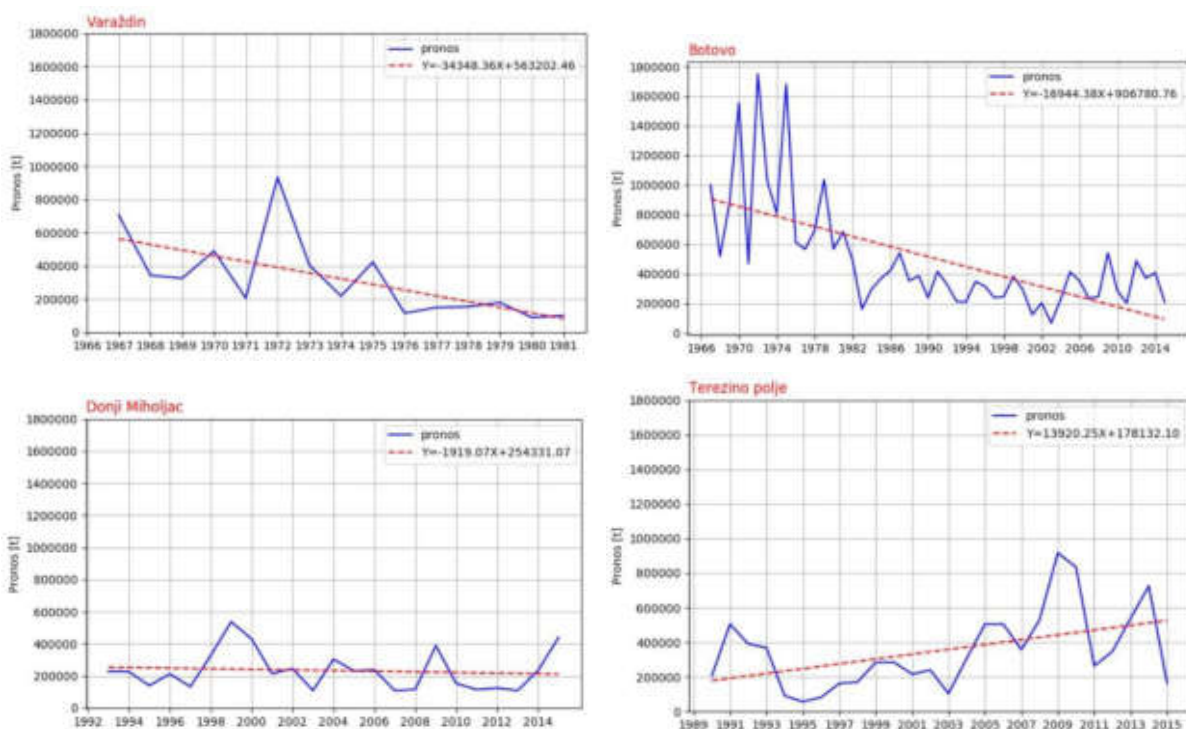 Varaždin
1800000
1600000
1400000
1200000
1000000
800000
600000
400000
200000
0
Pronos [t]
pronos
Y=-34348.36X+563202.46
1966 1967 1968 1969 1970 1971 1972 1973 1974 1975 1976 1977 1978 1979 1980 1981
Botovo
1800000
1600000
1400000
1200000
1000000
800000
600000
400000
200000
0
Pronos [t]
pronos
Y=-16944.38X+906780.76
1966 1970 1974 1978 1982 1986 1990 1994 1998 2002 2006 2010 2014
Donji Miholjac
1800000
1600000
1400000
1200000
1000000
800000
600000
400000
200000
0
Pronos [t]
pronos
Y=-1919.07X+254331.07
1992 1994 1996 1998 2000 2002 2004 2006 2008 2010 2012 2014
Terezino polje
1800000
1600000
1400000
1200000
1000000
800000
600000
400000
200000
0
Pronos [t]
pronos
Y=13920.25X+178132.10
1989 1991 1993 1995 1997 1999 2001 2003 2005 2007 2009 2011 2013 2015